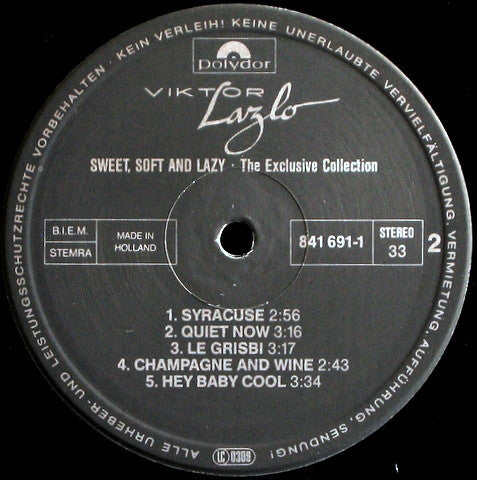 ALLE URHEBER- UND LEISTUNGSSCHUTZRECHTE VORBEHALTEN · KEIN VERLEIH! KEINE UNERLAUBTE VERVIELFÄLTIGUNG, VERMIETUNG, AUFFÜHRUNG, SENDUNG!
Polydor
VIKTOR
Lazlo
SWEET, SOFT AND LAZY · The Exclusive Collection
B.I.E.M.
STEMRA
MADE IN
HOLLAND
841 691-1
STEREO
33
2
1. SYRACUSE 2:56
2. QUIET NOW 3:16
3. LE GRISBI 3:17
4. CHAMPAGNE AND WINE 2:43
5. HEY BABY COOL 3:34
LC 0309